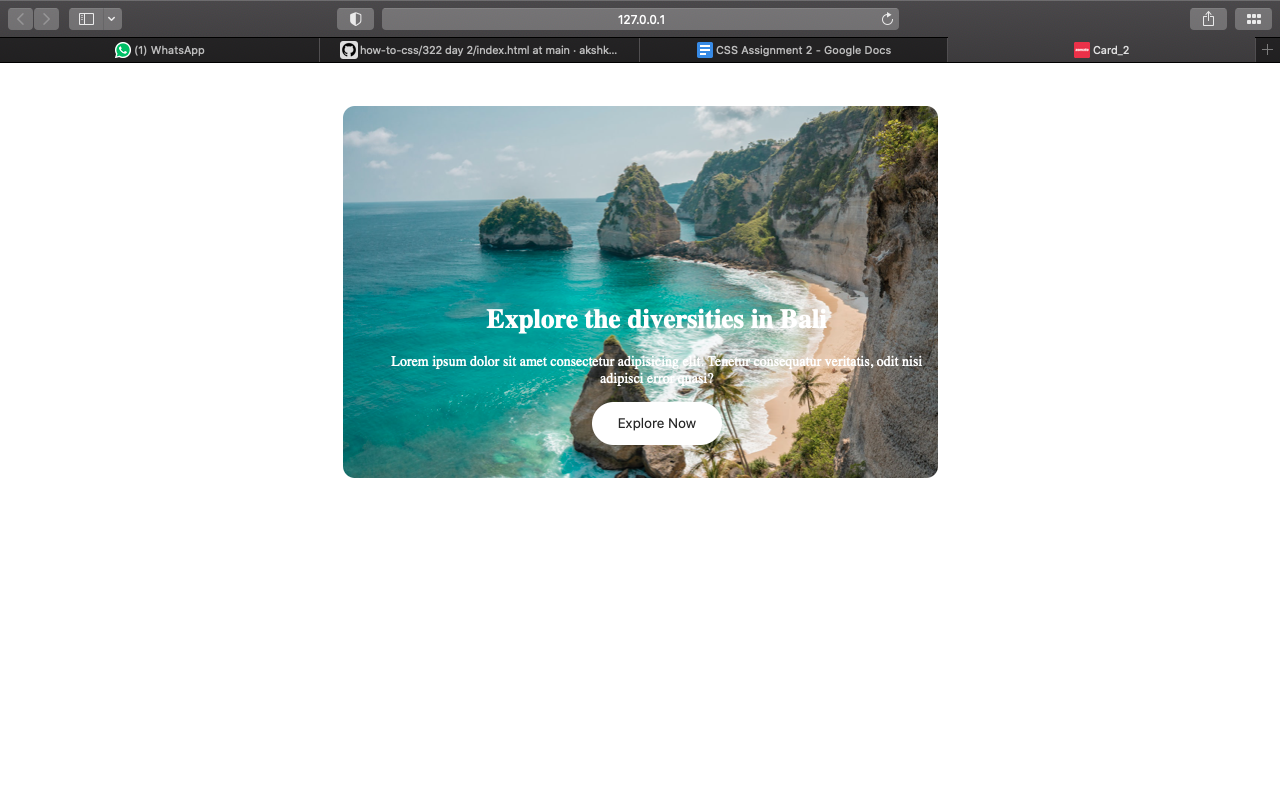 127.0.0.1
(1) WhatsApp
how-to-css/322 day 2/index.html at main · akshk...
CSS Assignment 2 - Google Docs
Card_2
Explore the diversities in Bali
Lorem ipsum dolor sit amet consectetur adipisicing elit. Tenetur consequatur veritatis, odit nisi
adipisci error quasi?
Explore Now